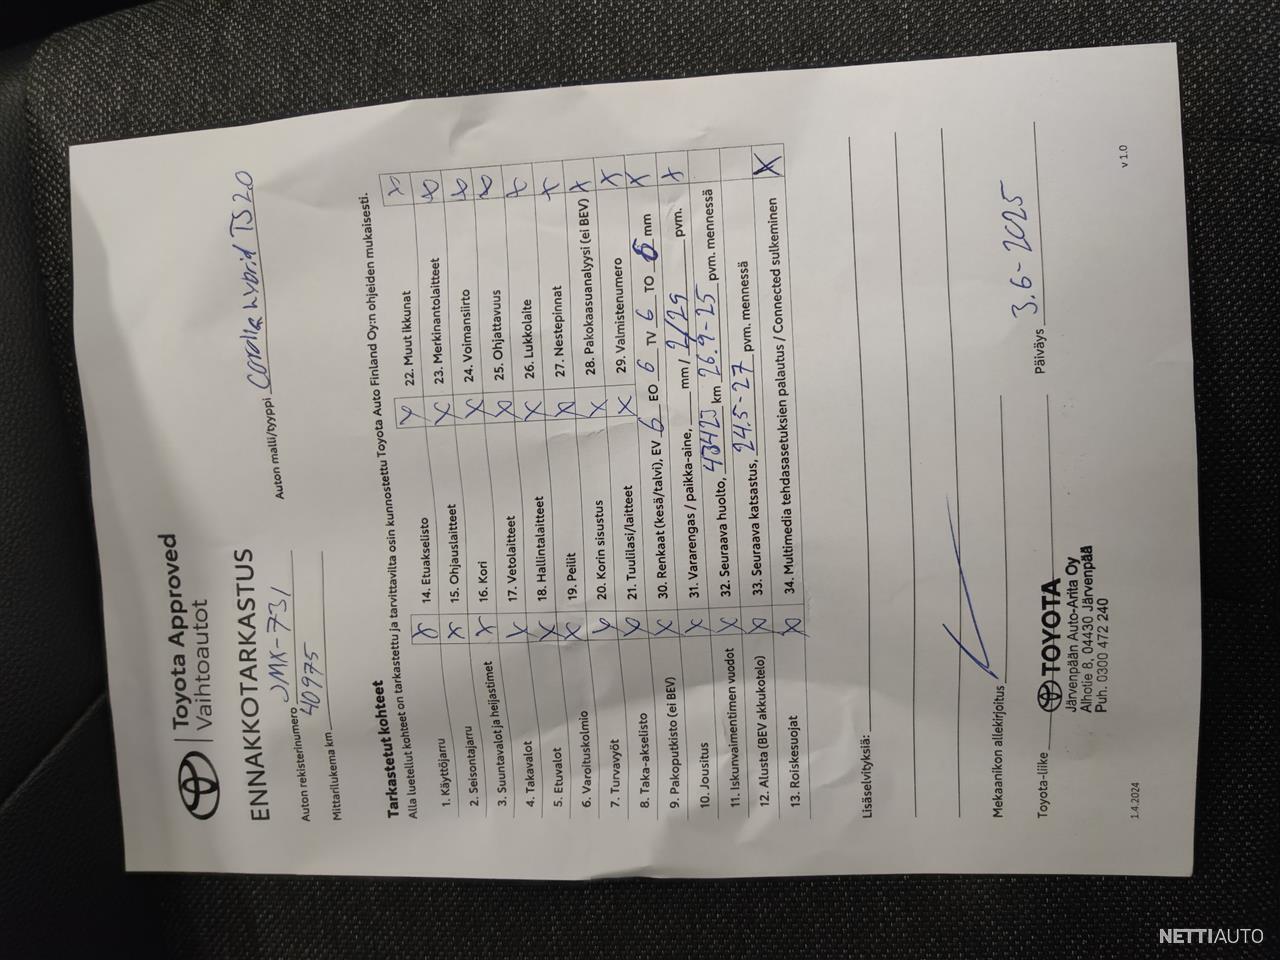 Toyota Approved
Vaihtoautot
ENNAKKOTARKASTUS
Auton rekisterinumero JMX-731
Auton malli/tyyppi corolla hybrid TS 2.0
Mittarilukema km 40975
Tarkastetut kohteet
Alla luetellut kohteet on tarkastettu ja tarvittavilta osin kunnostettu Toyota Auto Finland Oy:n ohjeiden mukaisesti.
1. Käyttöjarru X
2. Seisontajarru X
3. Suuntavalot ja heijastimet X
4. Takavalot X
5. Etuvalot X
6. Varoituskolmio X
7. Turvavyöt X
8. Taka-akselisto X
9. Pakoputkisto (ei BEV) X
10. Jousitus X
11. Iskunvaimentimen vuodot X
12. Alusta (BEV akkukotelo) X
13. Roiskesuojat X
14. Etuakselisto X
15. Ohjauslaitteet X
16. Kori X
17. Vetolaitteet X
18. Hallintalaitteet X
19. Peilit X
20. Korin sisustus X
21. Tuulilasi/laitteet X
22. Muut ikkunat X
23. Merkinantolaitteet X
24. Voimansiirto X
25. Ohjattavuus X
26. Lukkolaite X
27. Nestepinnat X
28. Pakokaasuanalyysi (ei BEV) X
29. Valmistenumero X
30. Renkaat (kesä/talvi), EV 6 EO 6 TV 6 TO 6 mm X
31. Vararengas / paikka-aine, mm / 2/29 pvm. X
32. Seuraava huolto, km 26.9-25 pvm. mennessä
33. Seuraava katsastus, 24.5-27 pvm. mennessä
34. Multimedia tehdasasetuksien palautus / Connected sulkeminen X
Lisäselvityksiä:
Mekaanikon allekirjoitus
Toyota-liike
Päiväys 3.6-2025
TOYOTA
Järvenpään Auto-Arita Oy
Alhotie 8, 04430 Järvenpää
Puh. 0300 472 240
1.4.2024
v 1.0
NETTIAUTO